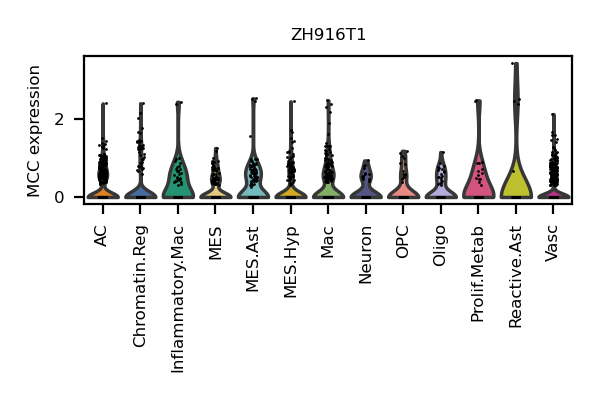 ZH916T1
MCC expression
2
0
AC
Chromatin.Reg
Inflammatory.Mac
MES
MES.Ast
MES.Hyp
Mac
Neuron
OPC
Oligo
Prolif.Metab
Reactive.Ast
Vasc